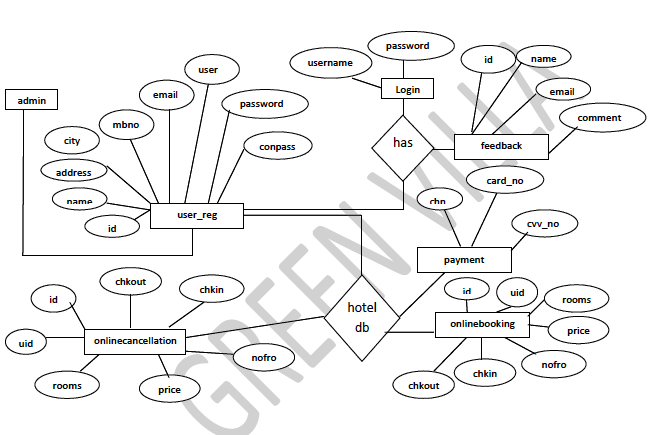 password
username
id
name
user
email
admin
Login
email
password
comment
mbno
city
has
feedback
conpass
address
card_no
name
chn
user_reg
id
cvv_no
payment
chkout
chkin
id
uid
id
rooms
hotel
db
onlinebooking
price
uid
onlinecancellation
nofro
nofro
rooms
price
chkout
chkin
GREEN VILLA